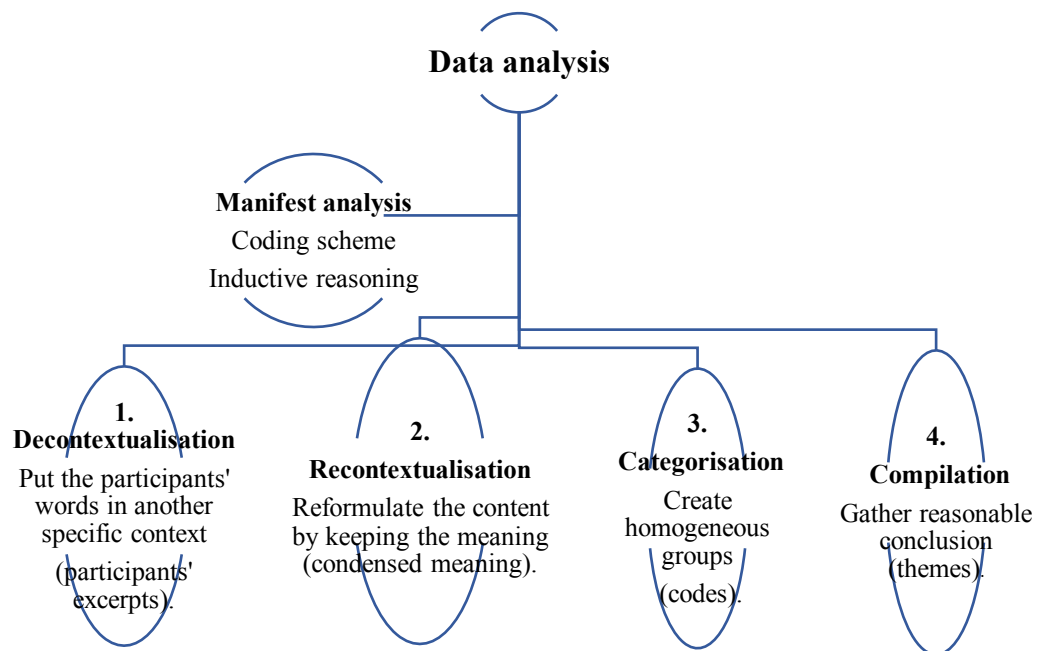 Data analysis
Manifest analysis
Coding scheme
Inductive reasoning
1.
Decontextualisation
Put the participants'
words in another
specific context
(participants'
excerpts).
2.
Recontextualisation
Reformulate the content
by keeping the meaning
(condensed meaning).
3.
Categorisation
Create
homogeneous
groups
(codes).
4.
Compilation
Gather reasonable
conclusion
(themes).